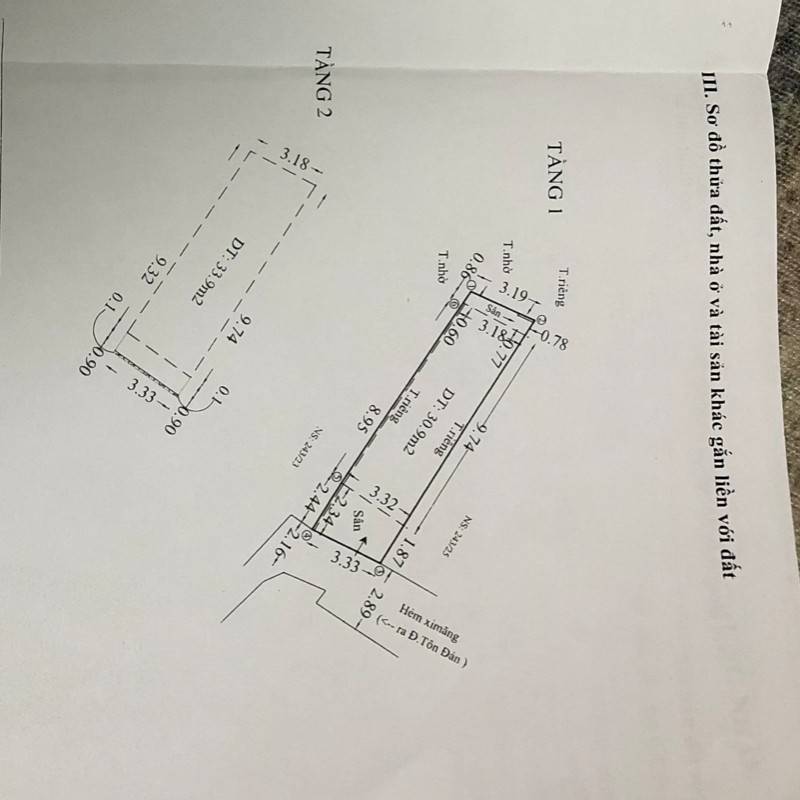 III. Sơ đồ thửa đất, nhà ở và tài sản khác gắn liền với đất
TẦNG 1
T.riêng
T.nhờ
T.nhờ
0.86
3.19
0.78
Sân
3.18
0.77
0.60
9.74
T.riêng
DT: 30.9m2
T.riêng
8.95
NS: 243/25
NS: 243/23
3.32
Sân
1.87
2.34
2.44
3.33
2.16
2.89
Hẻm ximăng
(<-- ra Đ.Tôn Đản )
TẦNG 2
3.18
DT: 33.9m2
9.32
9.74
0.1
0.1
0.90
0.90
3.33